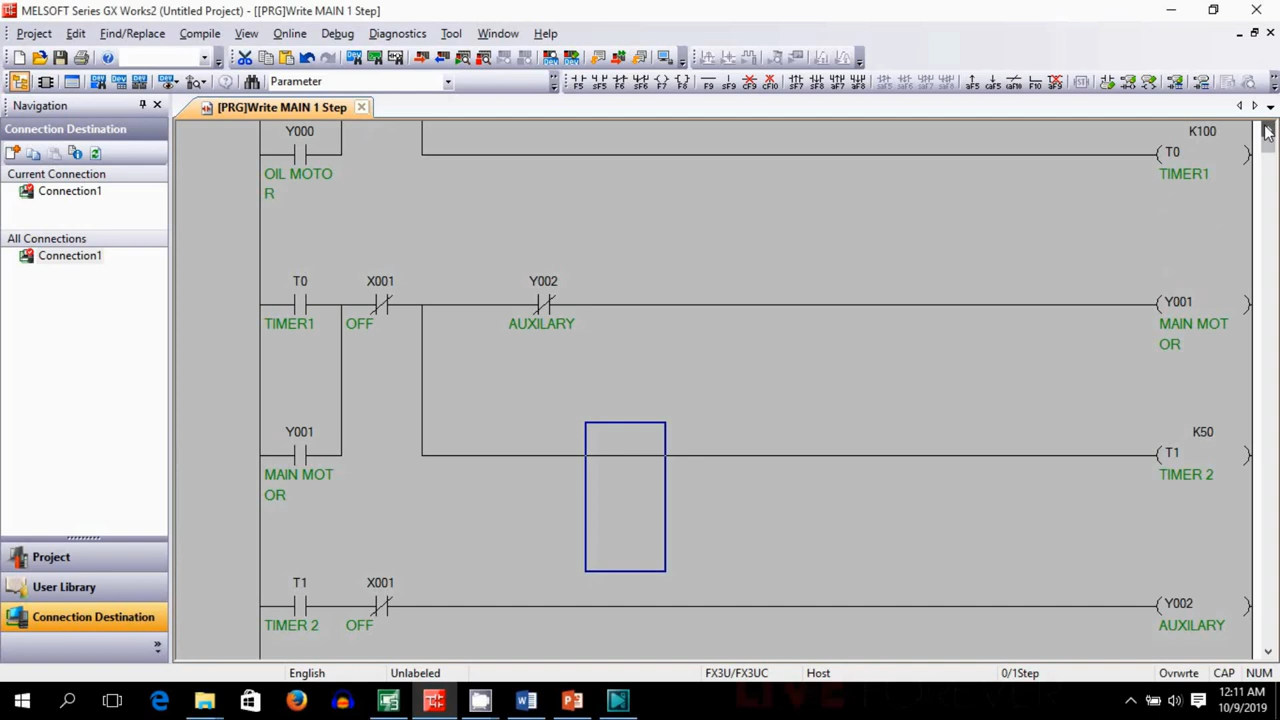 MELSOFT Series GX Works2 (Untitled Project) - [[PRG]Write MAIN 1 Step]
Project Edit Find/Replace Compile View Online Debug Diagnostics Tool Window Help
Parameter
Navigation
[PRG]Write MAIN 1 Step
Connection Destination
Current Connection
Connection1
All Connections
Connection1
Project
User Library
Connection Destination
Y000 K100
T0
OIL MOTO TIMER1
R
T0 X001 Y002
Y001
TIMER1 OFF AUXILARY MAIN MOT
OR
Y001 K50
T1
MAIN MOT TIMER 2
OR
T1 X001
Y002
TIMER 2 OFF AUXILARY
English Unlabeled FX3U/FX3UC Host 0/1Step Ovrwrte CAP NUM
12:11 AM
10/9/2019